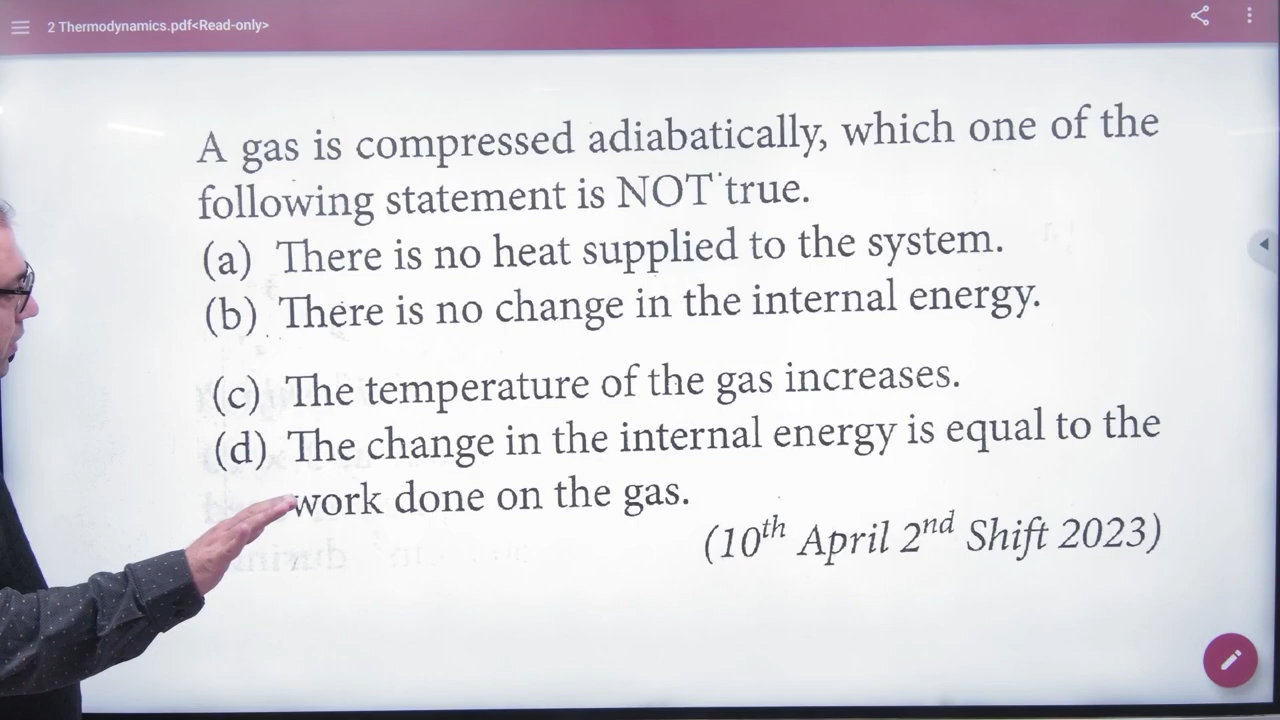 2 Thermodynamics.pdf<Read-only>
A gas is compressed adiabatically, which one of the
following statement is NOT true.
(a) There is no heat supplied to the system.
(b) There is no change in the internal energy.
(c) The temperature of the gas increases.
(d) The change in the internal energy is equal to the
work done on the gas.
(10th April 2nd Shift 2023)